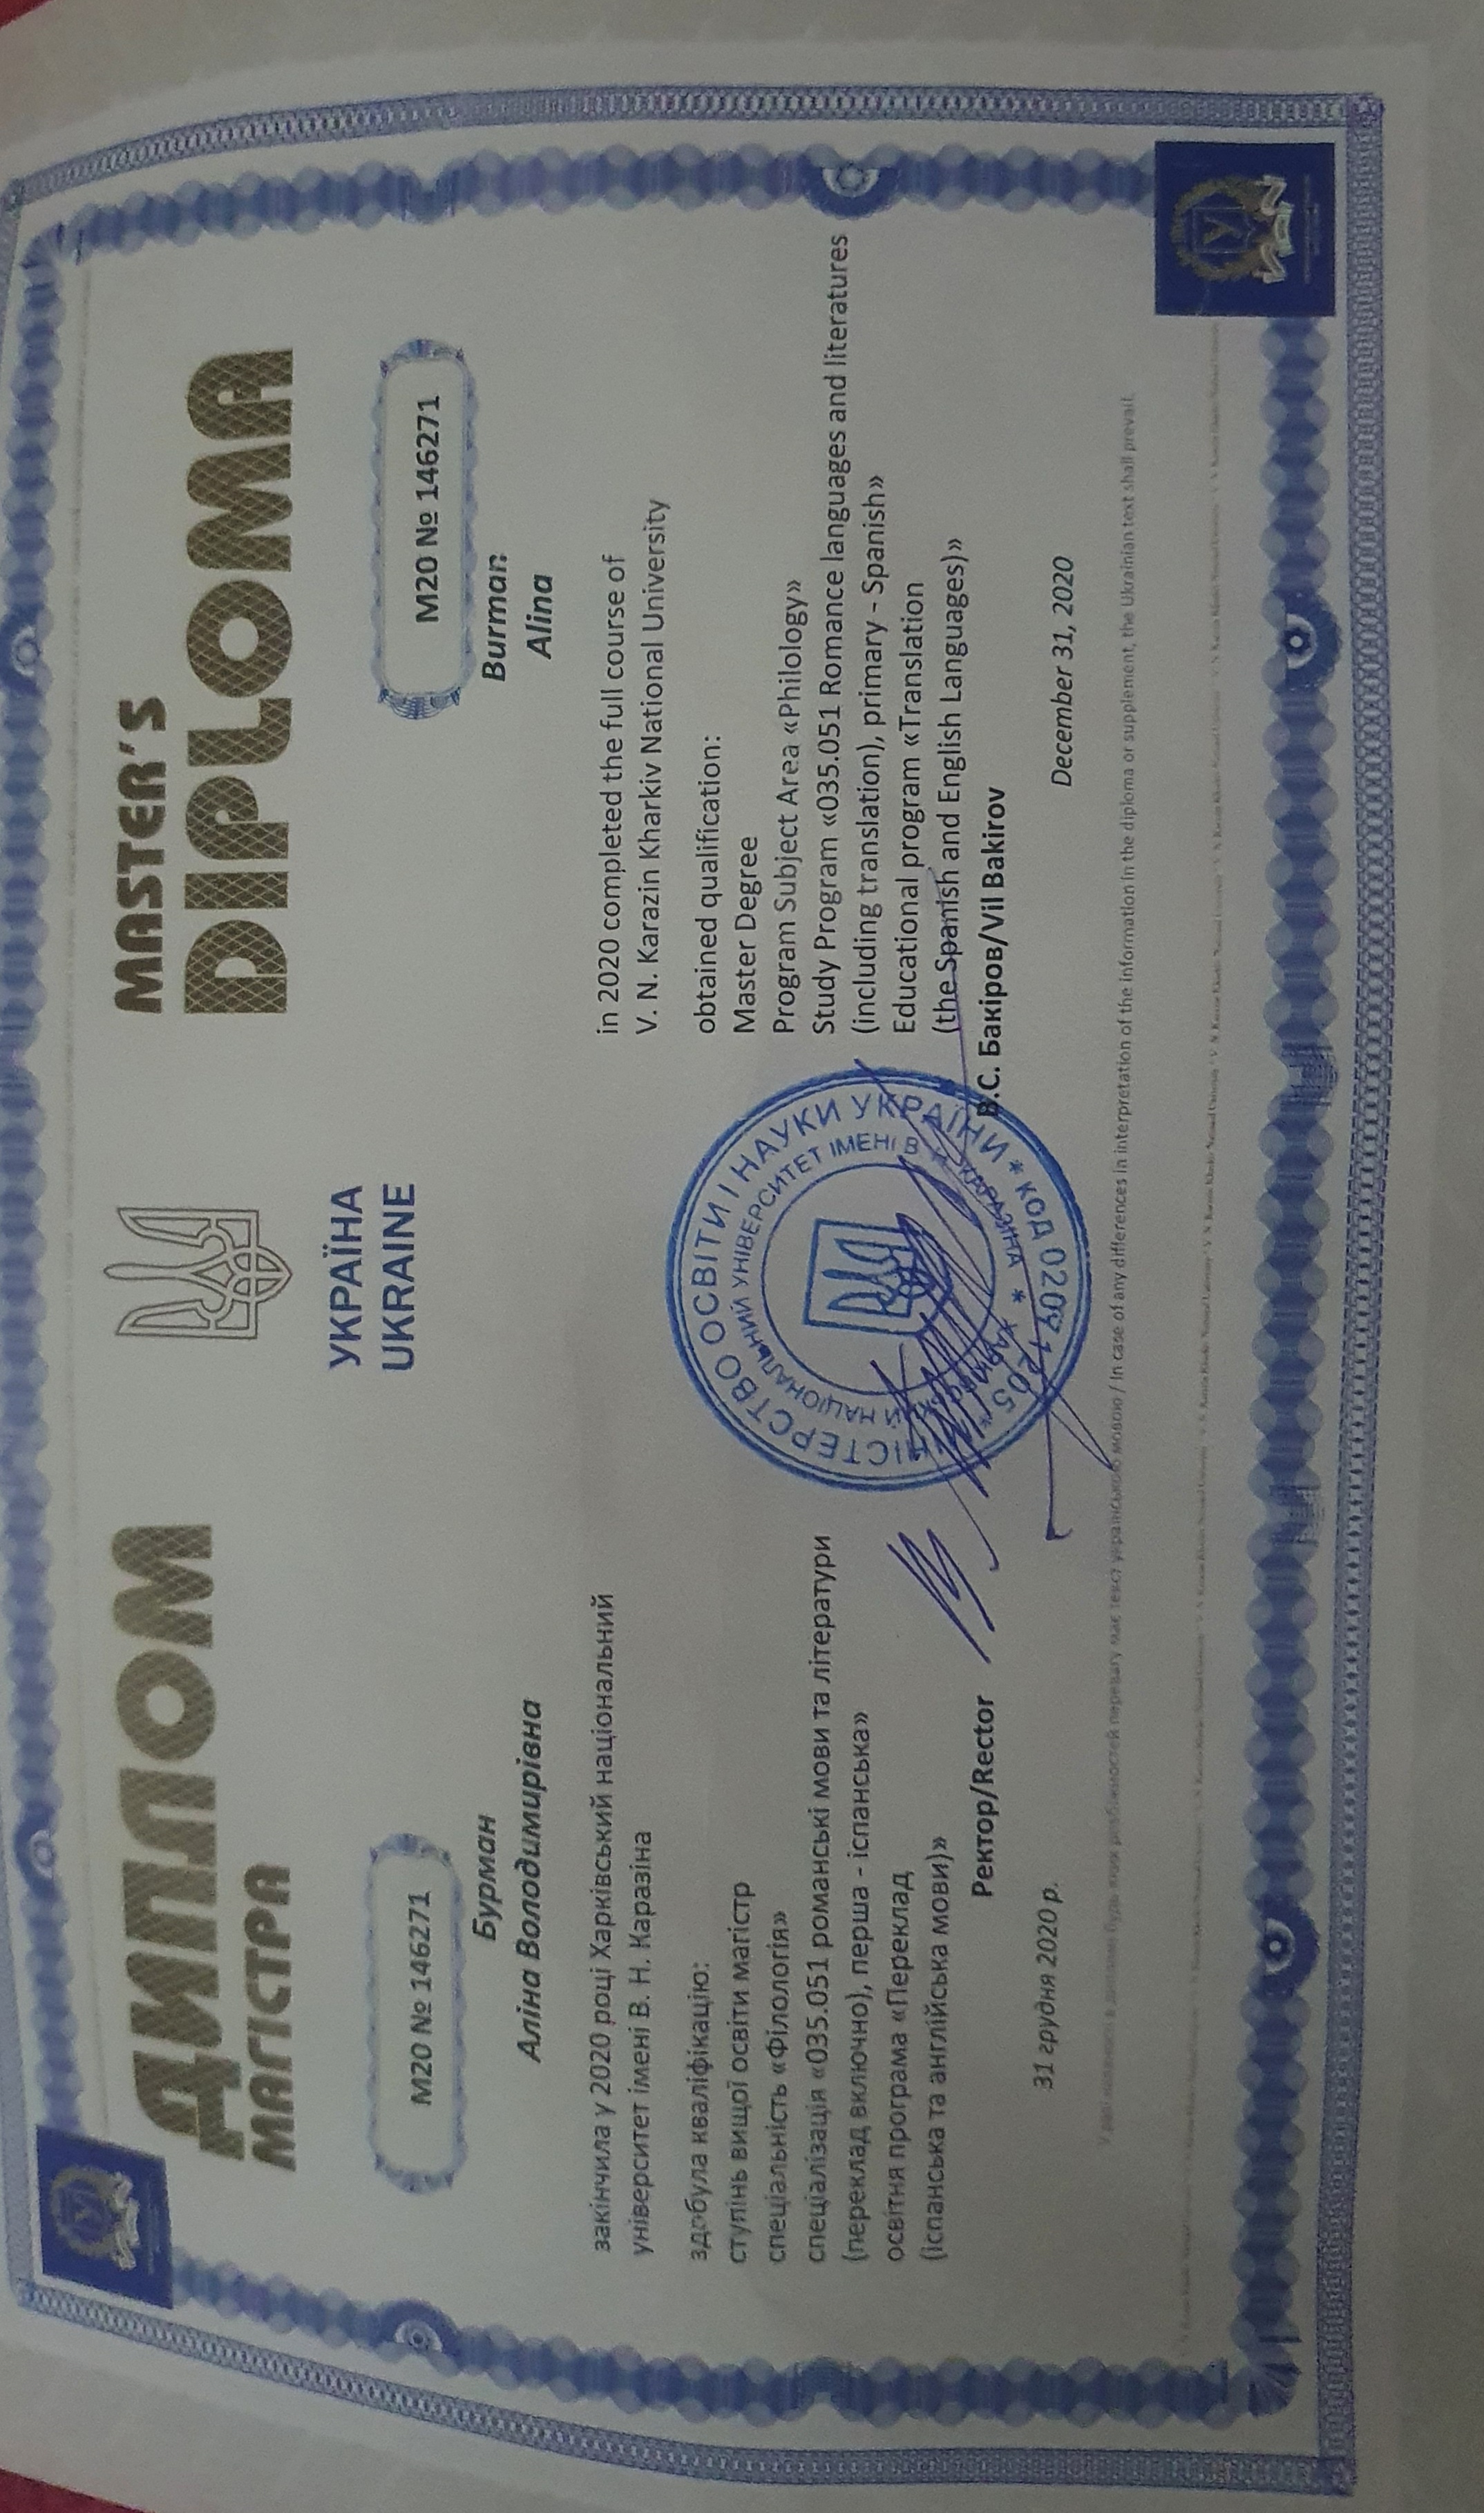 ДИПЛОМ
МАГІСТРА
УКРАЇНА
UKRAINE
MASTER'S
DIPLOMA
М20 № 146271
Бурман
Аліна Володимирівна
закінчила у 2020 році Харківський національний
університет імені В. Н. Каразіна
здобула кваліфікацію:
ступінь вищої освіти магістр
спеціальність «Філологія»
спеціалізація «035.051 романські мови та літератури
(переклад включно), перша - іспанська»
освітня програма «Переклад
(іспанська та англійська мови)»
М20 № 146271
Burman
Alina
in 2020 completed the full course of
V. N. Karazin Kharkiv National University
obtained qualification:
Master Degree
Program Subject Area «Philology»
Study Program «035.051 Romance languages and literatures
(including translation), primary - Spanish»
Educational program «Translation
(the Spanish and English Languages)»
Ректор/Rector
В.С. Бакіров/Vil Bakirov
31 грудня 2020 р.
December 31, 2020
МІНІСТЕРСТВО ОСВІТИ І НАУКИ УКРАЇНИ * КОД 02071205 *
НАЦІОНАЛЬНИЙ УНІВЕРСИТЕТ ІМЕНІ В
мовою / In case of any differences in interpretation of the information in the diploma or supplement, the Ukrainian text shall prevail.